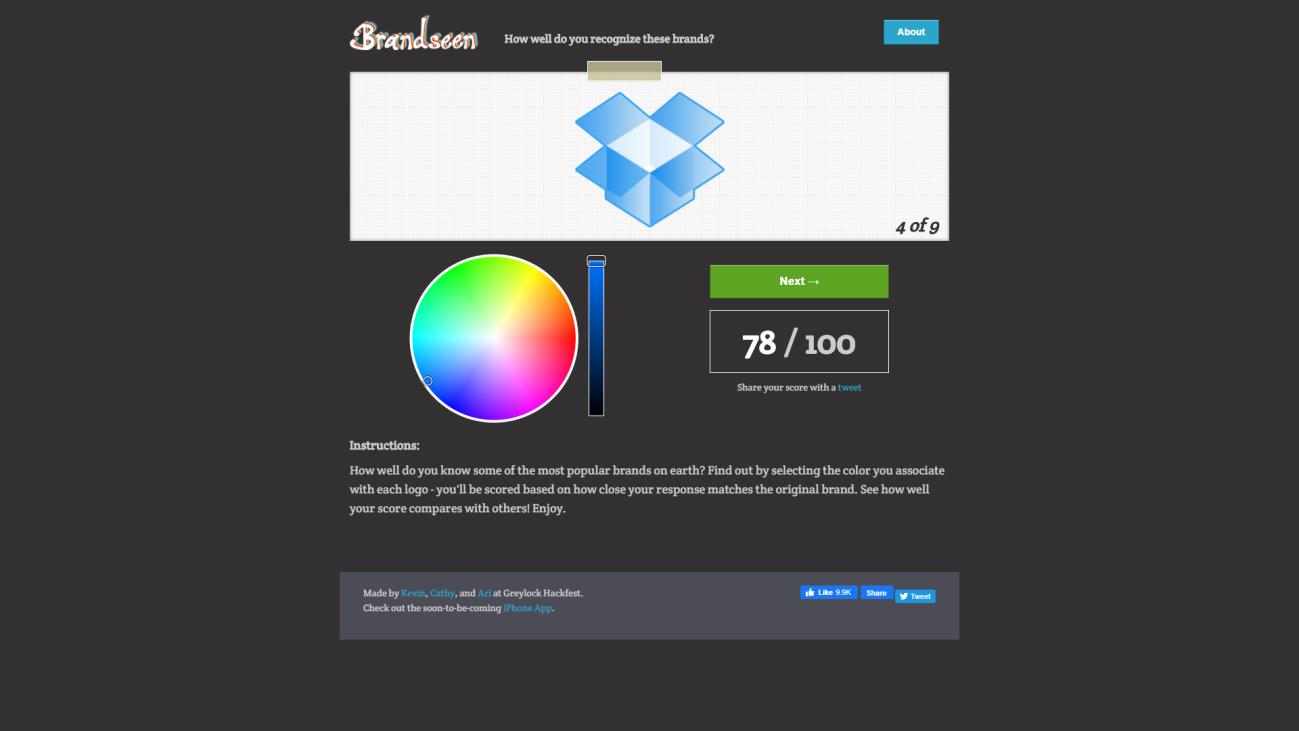 Brandseen
How well do you recognize these brands?
About
4 of 9
Next →
78 / 100
Share your score with a tweet
Instructions:
How well do you know some of the most popular brands on earth? Find out by selecting the color you associate
with each logo - you'll be scored based on how close your response matches the original brand. See how well
your score compares with others! Enjoy.
Made by Kevin, Cathy, and Ari at Greylock Hackfest.
Check out the soon-to-be-coming iPhone App.
Like 9.9K
Share
Tweet